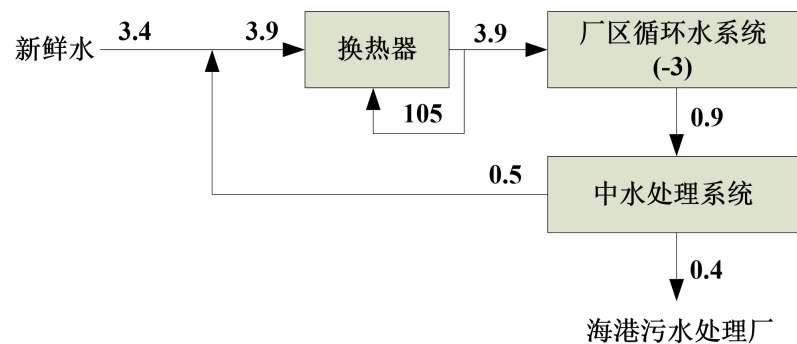 新鲜水
3.4
3.9
换热器
3.9
厂区循环水系统
(-3)
105
0.9
0.5
中水处理系统
0.4
海港污水处理厂